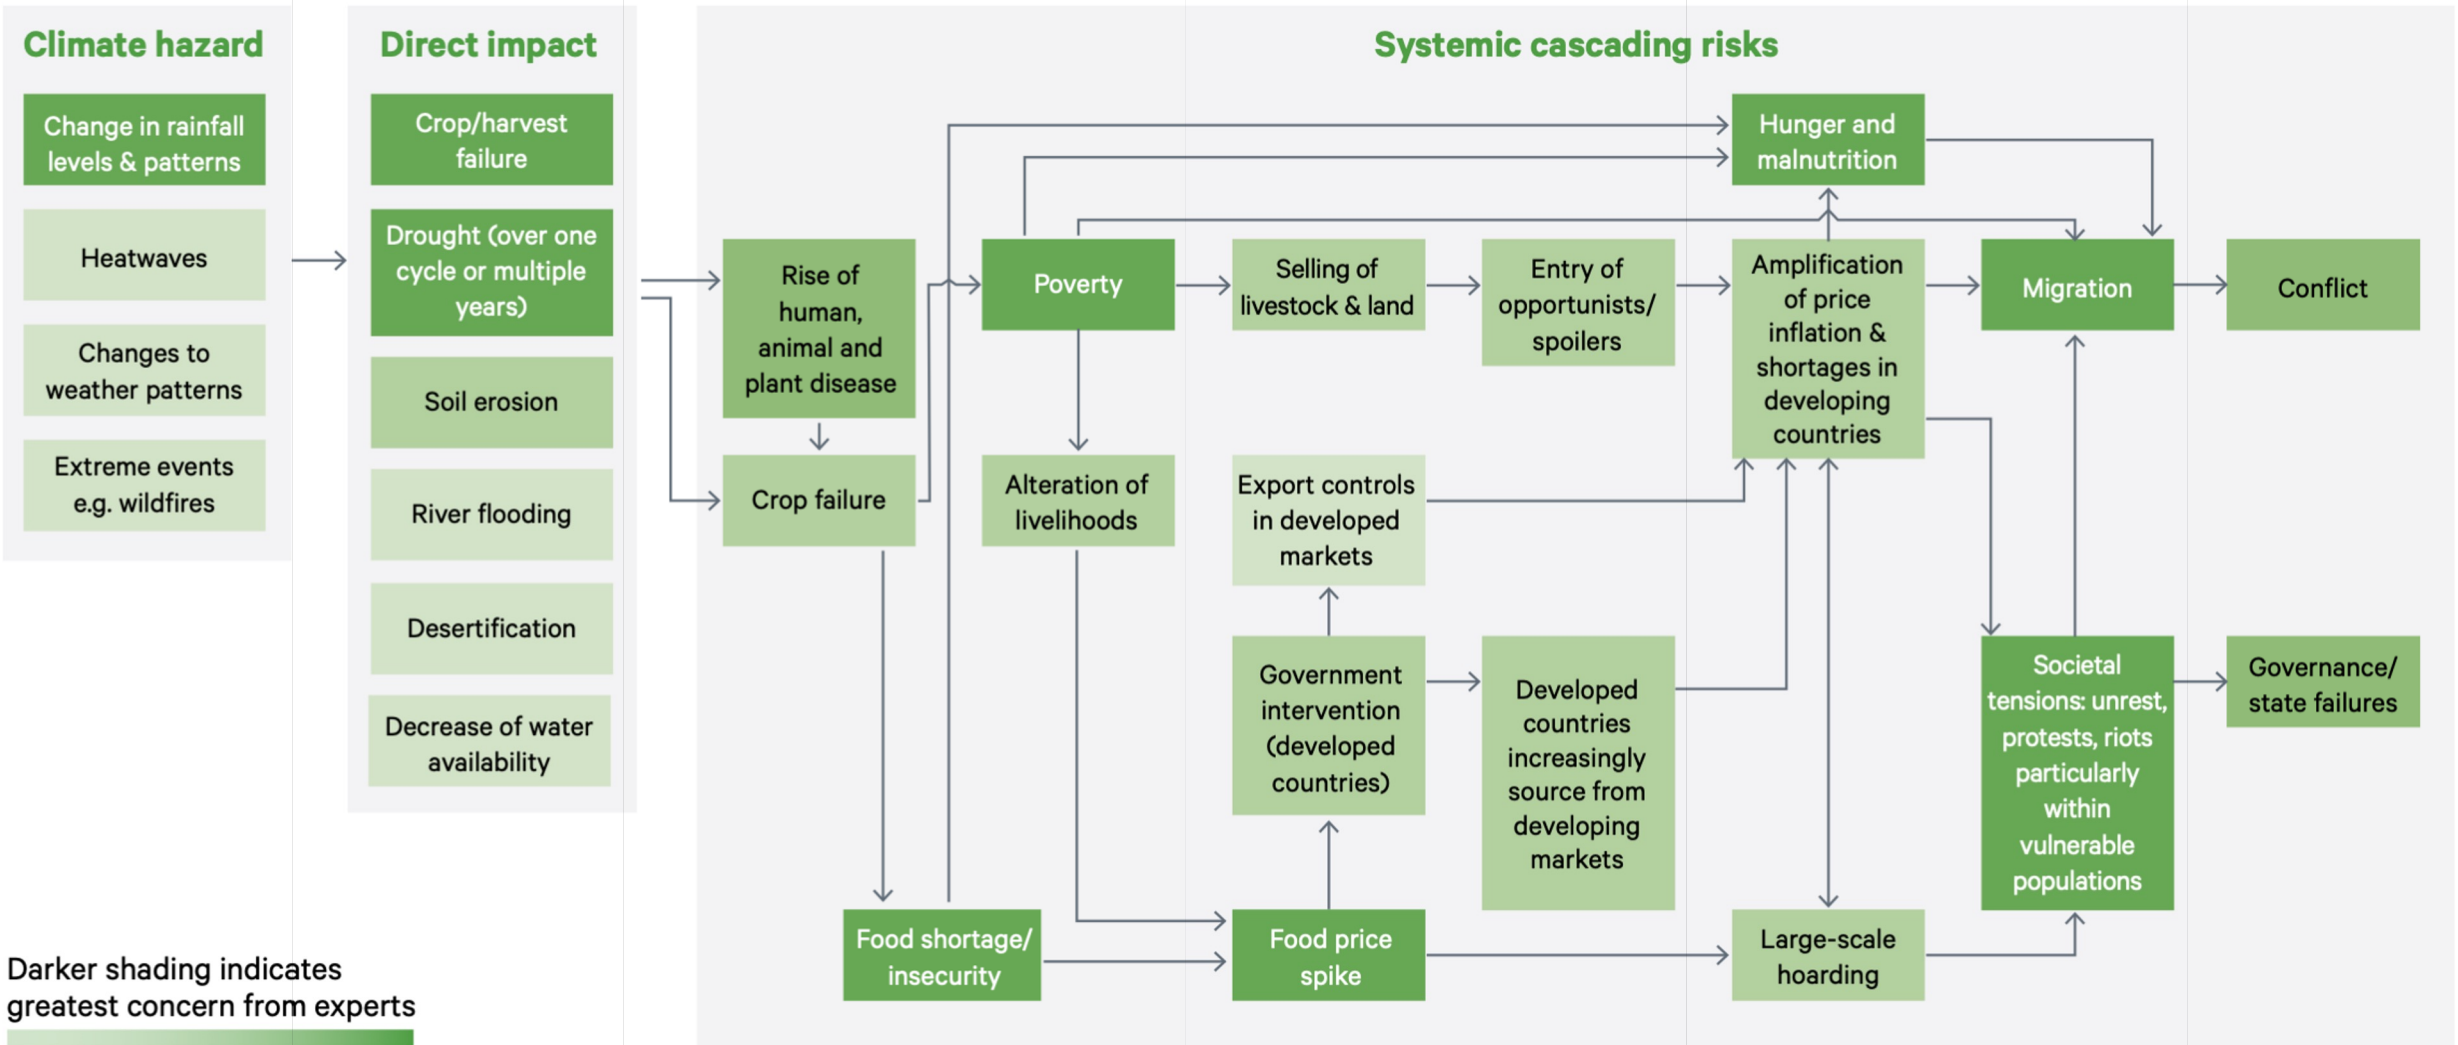 Climate hazard
Change in rainfall
levels & patterns
Heatwaves
Changes to
weather patterns
Extreme events
e.g. wildfires
Direct impact
Crop/harvest
failure
Drought (over one
cycle or multiple
years)
Soil erosion
River flooding
Desertification
Decrease of water
availability
Systemic cascading risks
Rise of
human,
animal and
plant disease
Crop failure
Food shortage/
insecurity
Poverty
Alteration of
livelihoods
Selling of
livestock & land
Export controls
in developed
markets
Government
intervention
(developed
countries)
Food price
spike
Entry of
opportunists/
spoilers
Developed
countries
increasingly
source from
developing
markets
Hunger and
malnutrition
Amplification
of price
inflation &
shortages in
developing
countries
Large-scale
hoarding
Migration
Societal
tensions: unrest,
protests, riots
particularly
within
vulnerable
populations
Conflict
Governance/
state failures
Darker shading indicates
greatest concern from experts